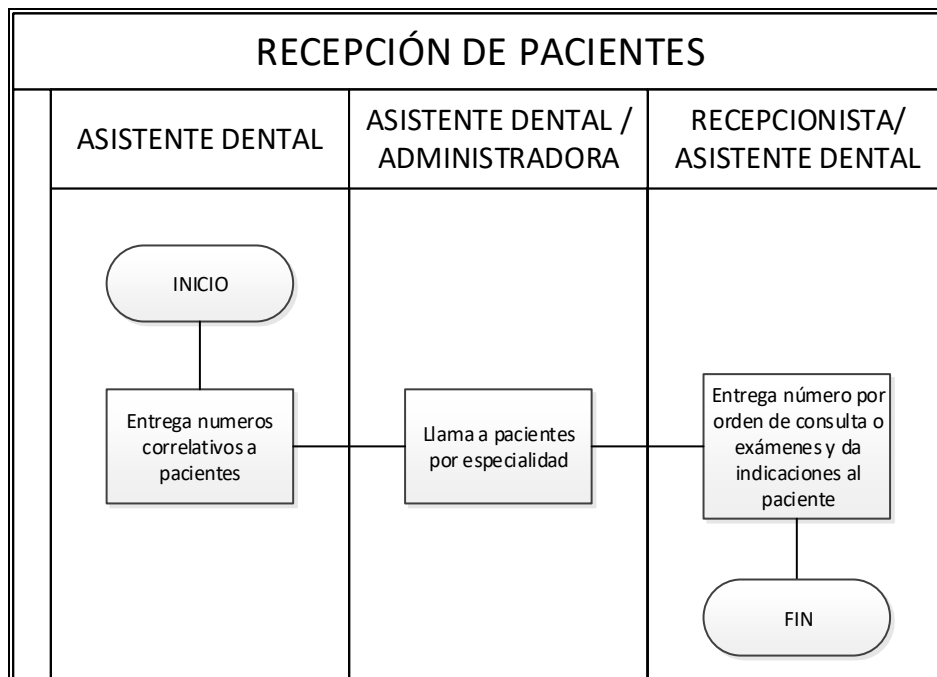 RECEPCIÓN DE PACIENTES
ASISTENTE DENTAL
ASISTENTE DENTAL /
ADMINISTRADORA
RECEPCIONISTA/
ASISTENTE DENTAL
INICIO
Entrega numeros
correlativos a
pacientes
Llama a pacientes
por especialidad
Entrega número por
orden de consulta o
exámenes y da
indicaciones al
paciente
FIN